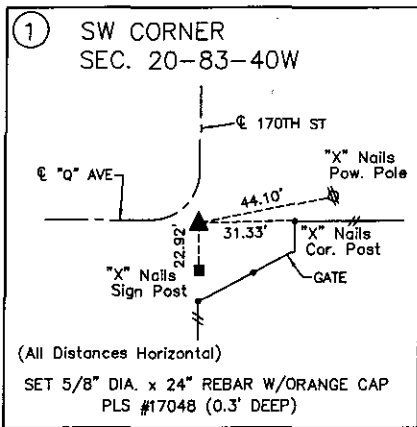 1
SW CORNER
SEC. 20-83-40W
℄ 170TH ST
℄ "Q" AVE
"X" Nails
Pow. Pole
44.10'
31.33'
22.92'
"X" Nails
Cor. Post
"X" Nails
Sign Post
GATE
(All Distances Horizontal)
SET 5/8" DIA. x 24" REBAR W/ORANGE CAP
PLS #17048 (0.3' DEEP)